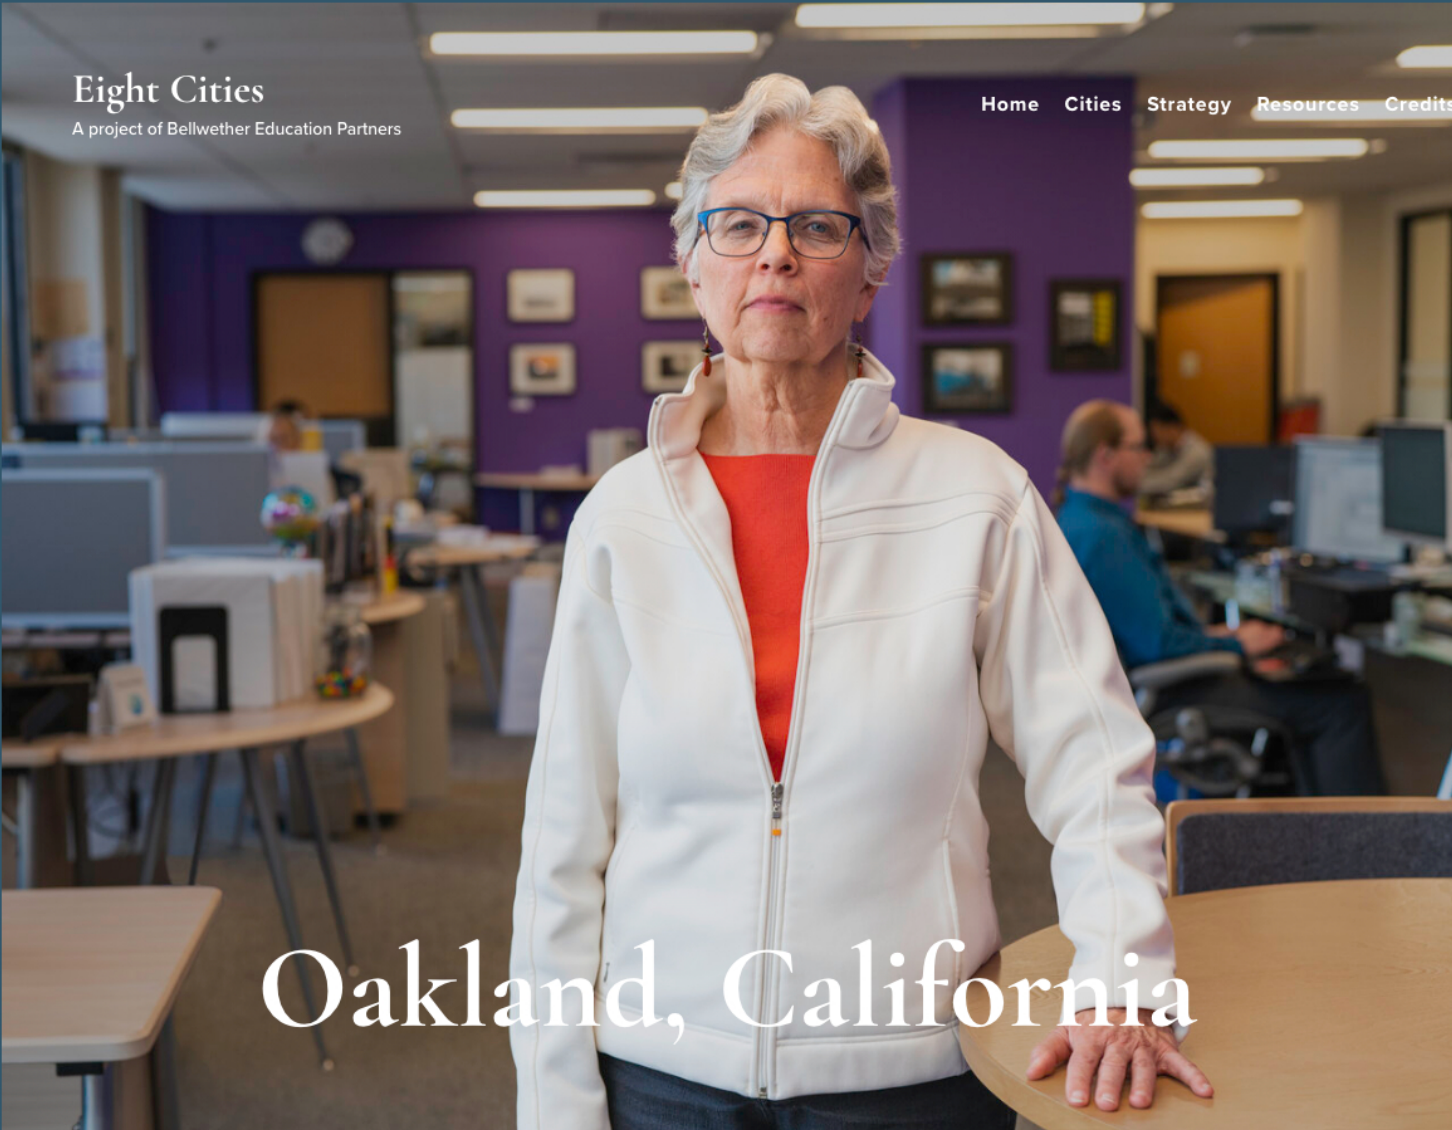 Eight Cities
A project of Bellwether Education Partners
Home Cities Strategy Resources Credits
Oakland, California